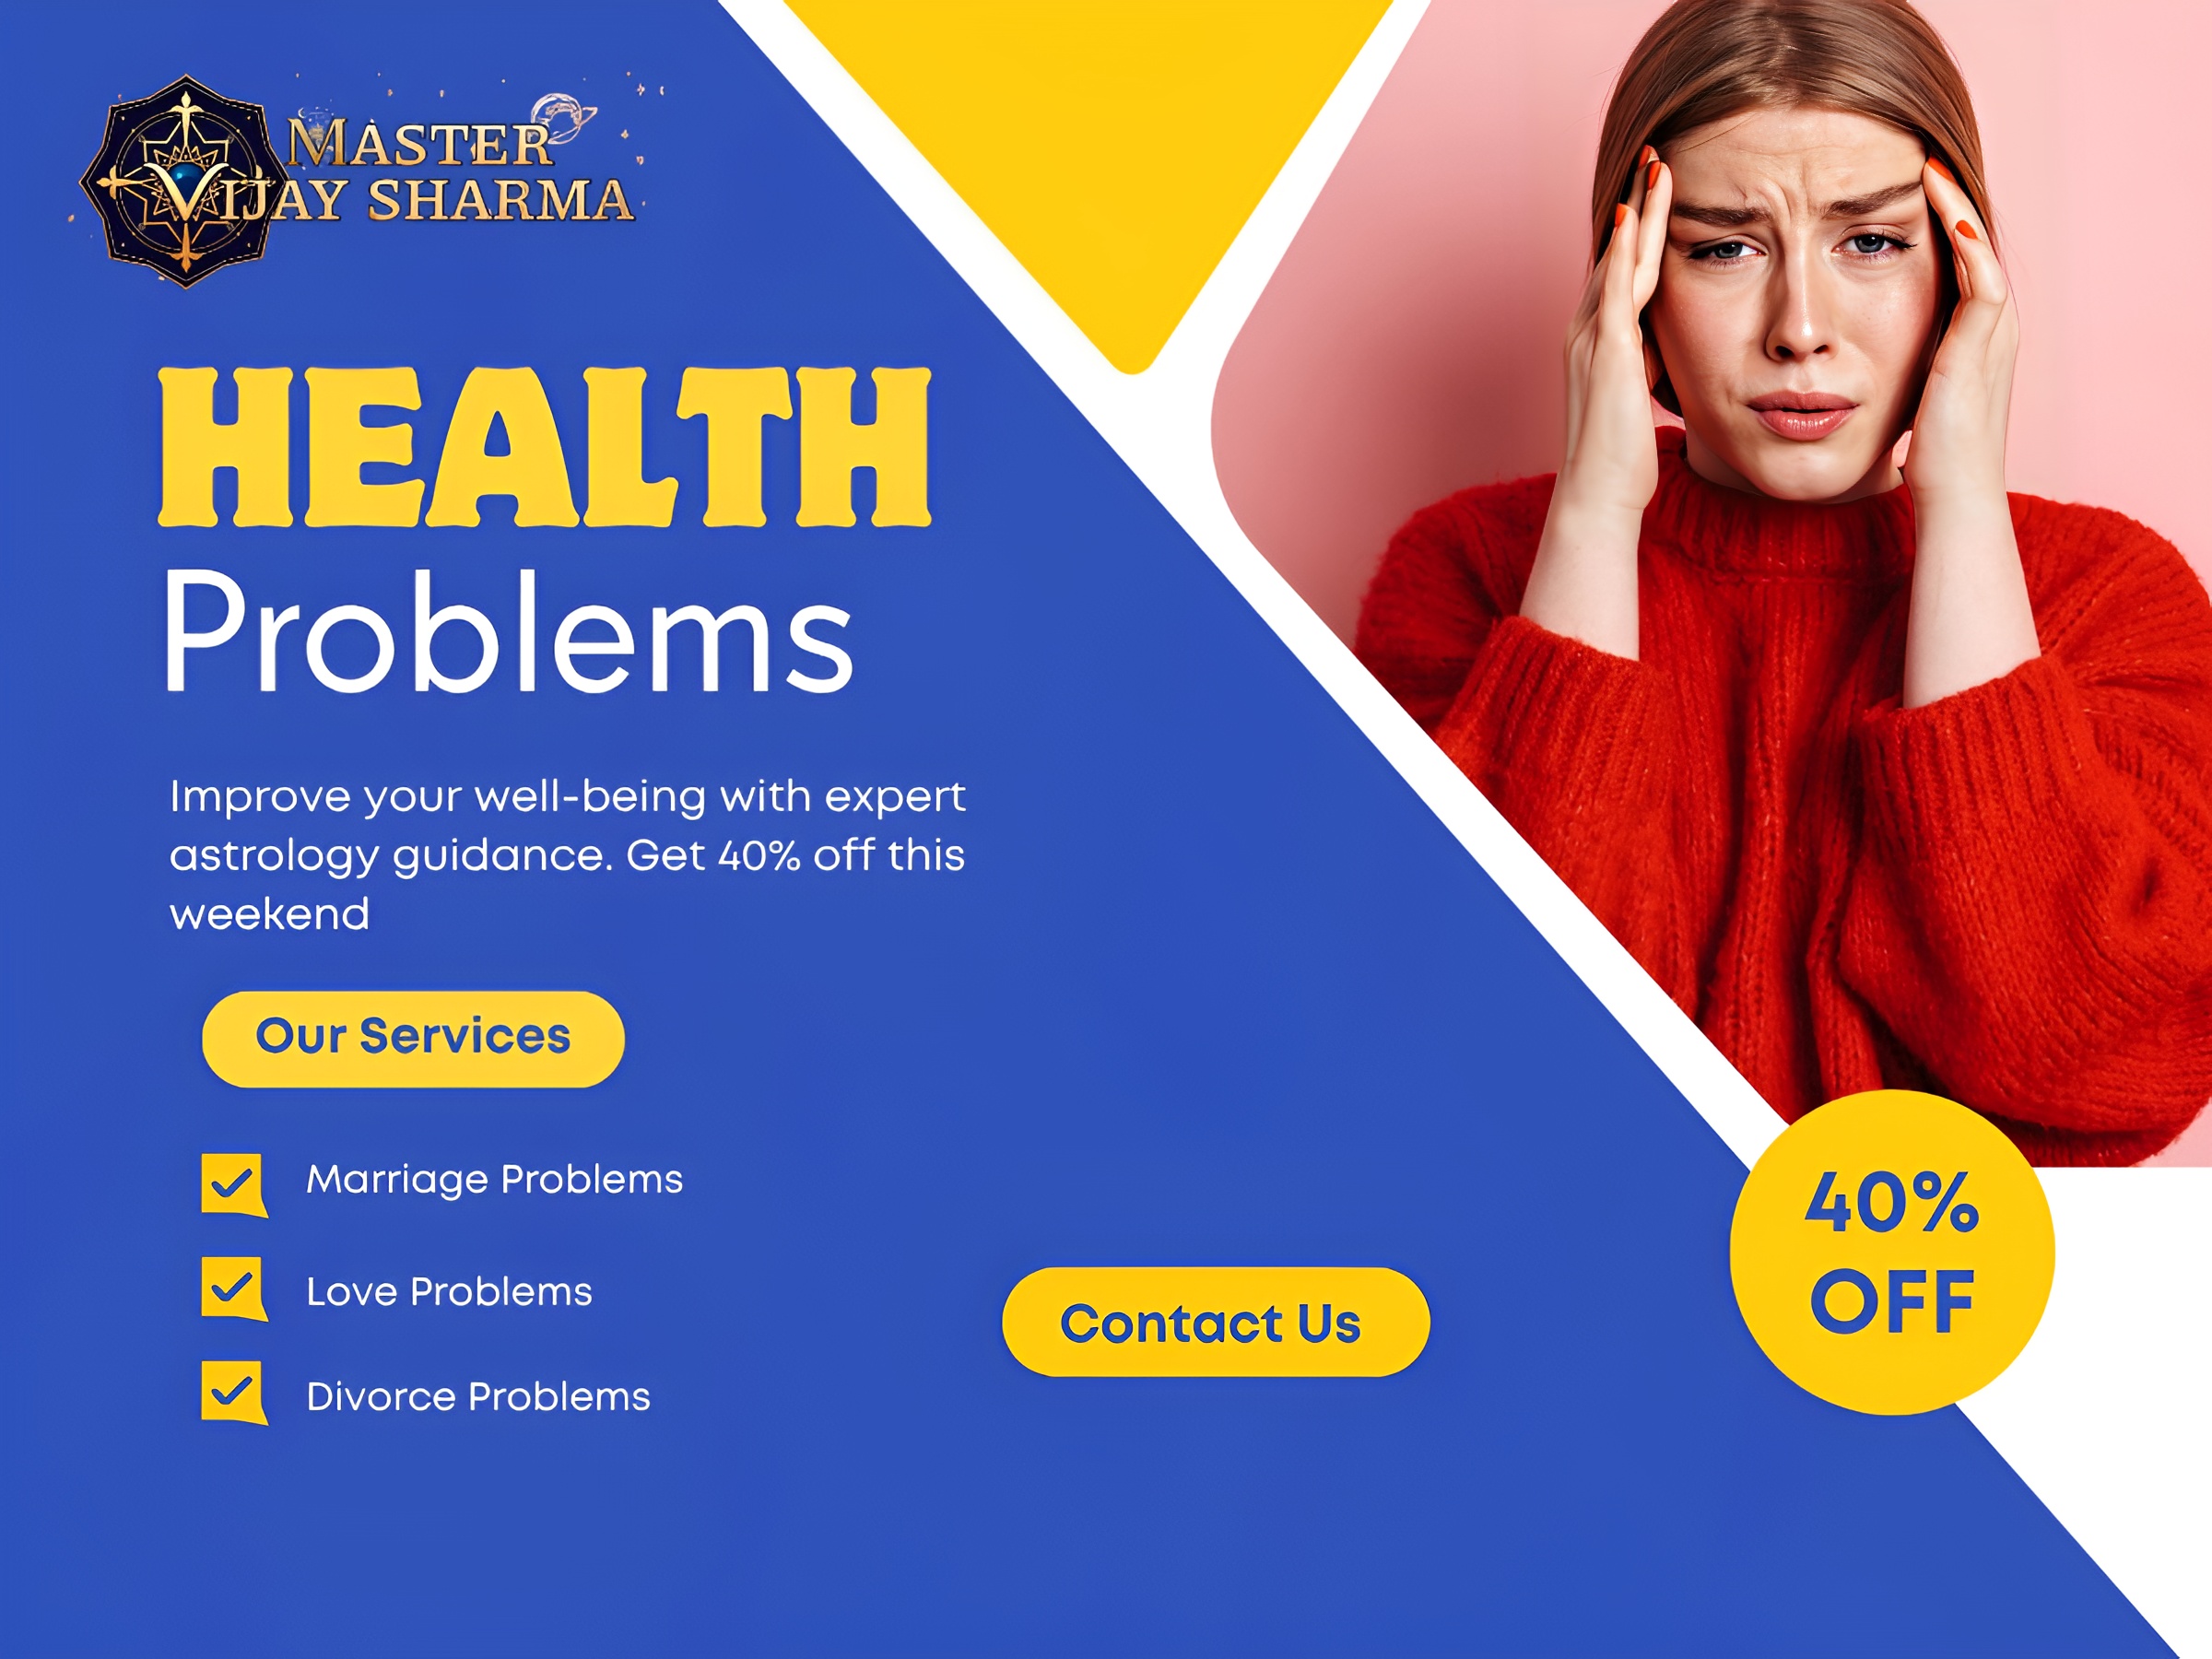 MASTER
VIJAY SHARMA
HEALTH
Problems
Improve your well-being with expert
astrology guidance. Get 40% off this
weekend
Our Services
Marriage Problems
Love Problems
Divorce Problems
Contact Us
40%
OFF